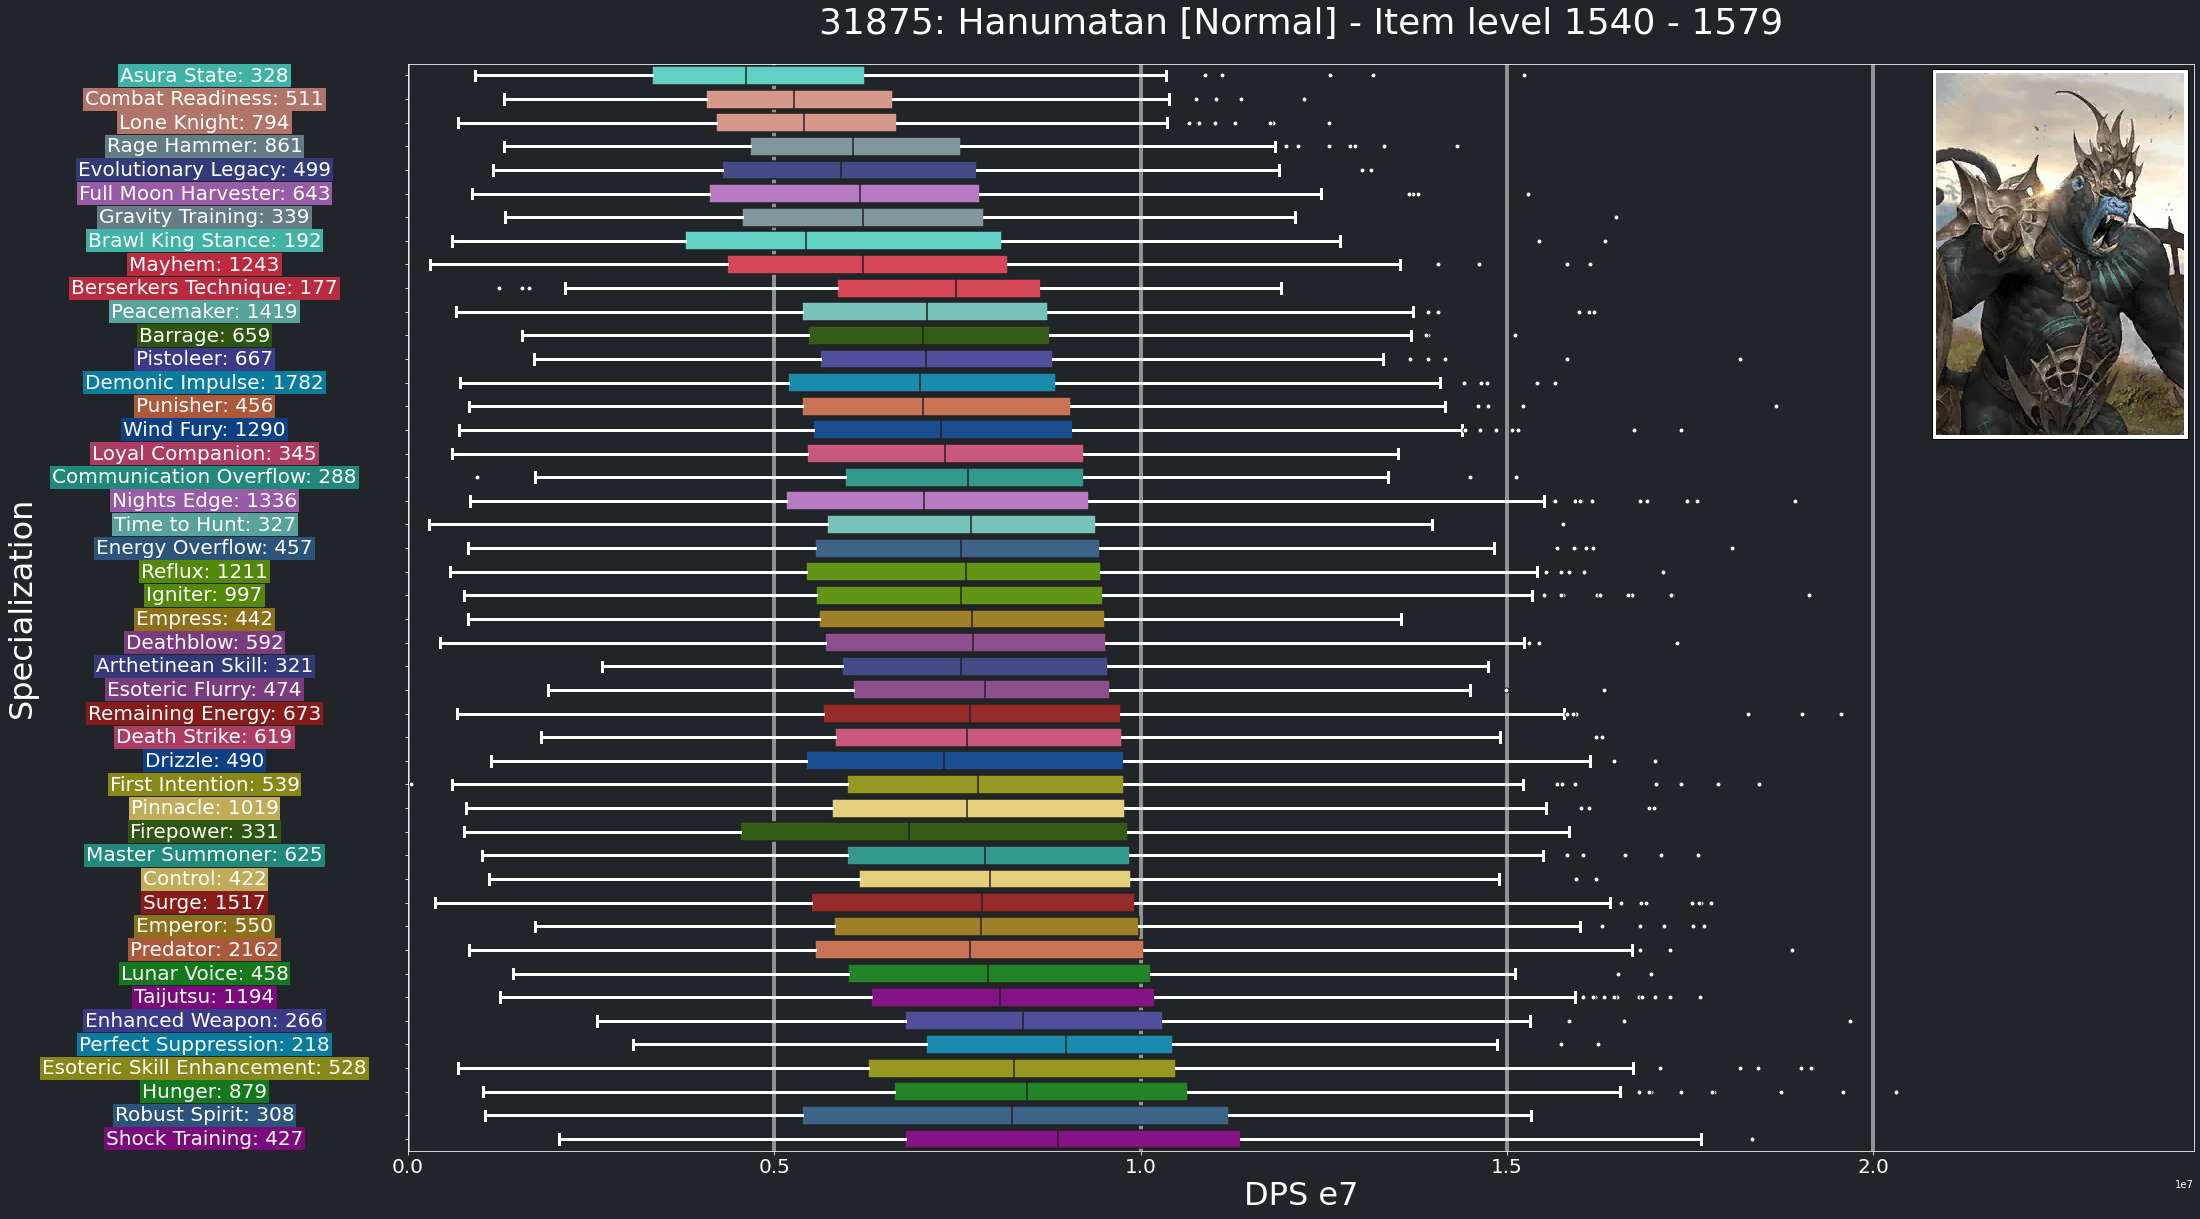 31875: Hanumatan [Normal] - Item level 1540 - 1579
Specialization
Asura State: 328
Combat Readiness: 511
Lone Knight: 794
Rage Hammer: 861
Evolutionary Legacy: 499
Full Moon Harvester: 643
Gravity Training: 339
Brawl King Stance: 192
Mayhem: 1243
Berserkers Technique: 177
Peacemaker: 1419
Barrage: 659
Pistoleer: 667
Demonic Impulse: 1782
Punisher: 456
Wind Fury: 1290
Loyal Companion: 345
Communication Overflow: 288
Nights Edge: 1336
Time to Hunt: 327
Energy Overflow: 457
Reflux: 1211
Igniter: 997
Empress: 442
Deathblow: 592
Arthetinean Skill: 321
Esoteric Flurry: 474
Remaining Energy: 673
Death Strike: 619
Drizzle: 490
First Intention: 539
Pinnacle: 1019
Firepower: 331
Master Summoner: 625
Control: 422
Surge: 1517
Emperor: 550
Predator: 2162
Lunar Voice: 458
Taijutsu: 1194
Enhanced Weapon: 266
Perfect Suppression: 218
Esoteric Skill Enhancement: 528
Hunger: 879
Robust Spirit: 308
Shock Training: 427
0.0 0.5 1.0 1.5 2.0
DPS e7
1e7